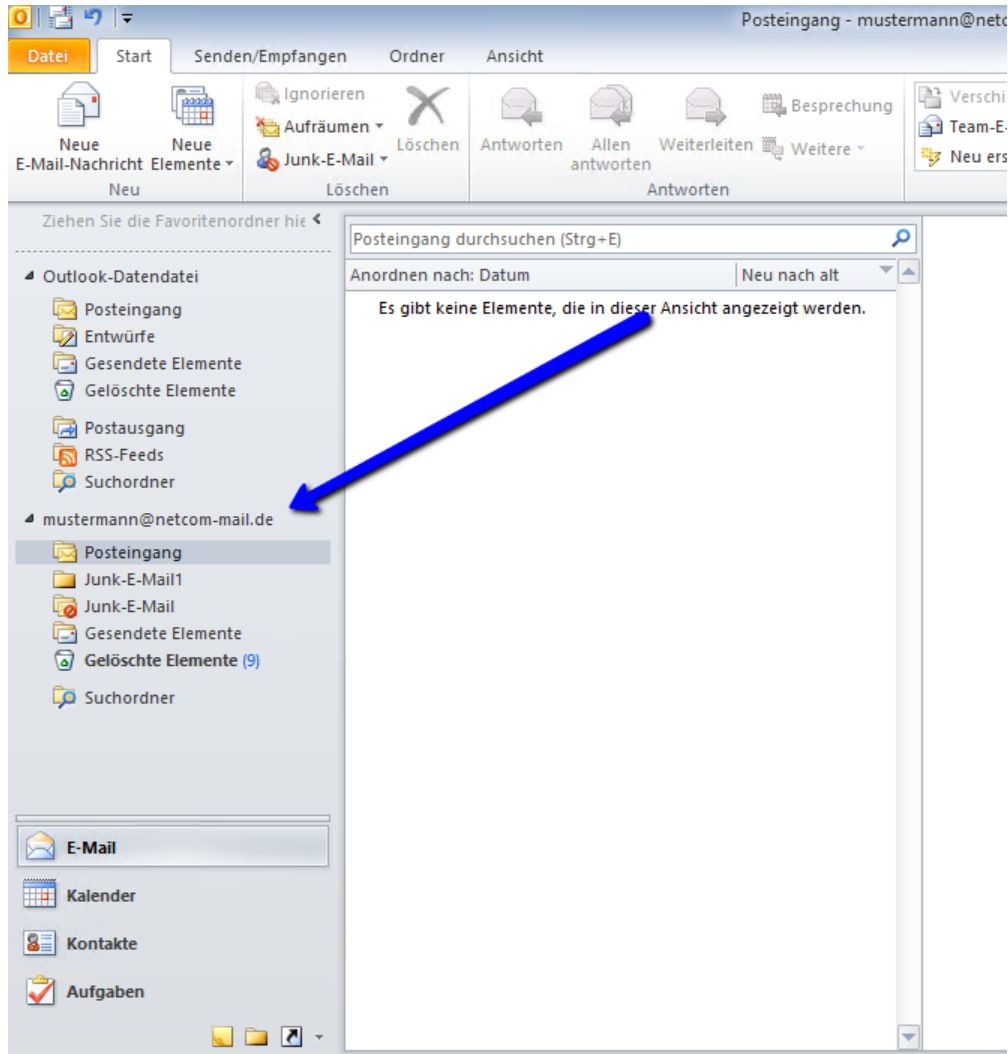 Posteingang - mustermann@netc
Datei Start Senden/Empfangen Ordner Ansicht
Neue E-Mail-Nachricht
Neue Elemente
Neu
Ignorieren
Aufräumen
Junk-E-Mail
Löschen
Löschen
Antworten
Allen antworten
Weiterleiten
Besprechung
Weitere
Antworten
Verschi
Team-E-
Neu ers
Ziehen Sie die Favoritenordner hie
Outlook-Datendatei
Posteingang
Entwürfe
Gesendete Elemente
Gelöschte Elemente
Postausgang
RSS-Feeds
Suchordner
mustermann@netcom-mail.de
Posteingang
Junk-E-Mail1
Junk-E-Mail
Gesendete Elemente
Gelöschte Elemente (9)
Suchordner
E-Mail
Kalender
Kontakte
Aufgaben
Posteingang durchsuchen (Strg+E)
Anordnen nach: Datum Neu nach alt
Es gibt keine Elemente, die in dieser Ansicht angezeigt werden.